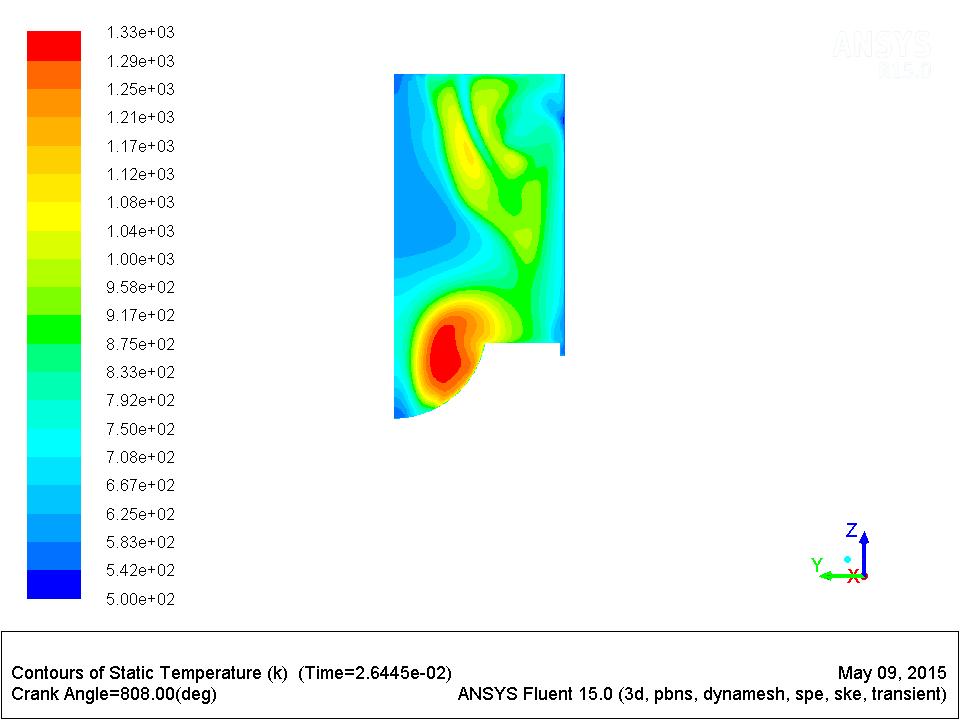 1.33e+03
1.29e+03
1.25e+03
1.21e+03
1.17e+03
1.12e+03
1.08e+03
1.04e+03
1.00e+03
9.58e+02
9.17e+02
8.75e+02
8.33e+02
7.92e+02
7.50e+02
7.08e+02
6.67e+02
6.25e+02
5.83e+02
5.42e+02
5.00e+02
ANSYS
R15.0
Z
Y
X
Contours of Static Temperature (k) (Time=2.6445e-02)
Crank Angle=808.00(deg)
May 09, 2015
ANSYS Fluent 15.0 (3d, pbns, dynamesh, spe, ske, transient)